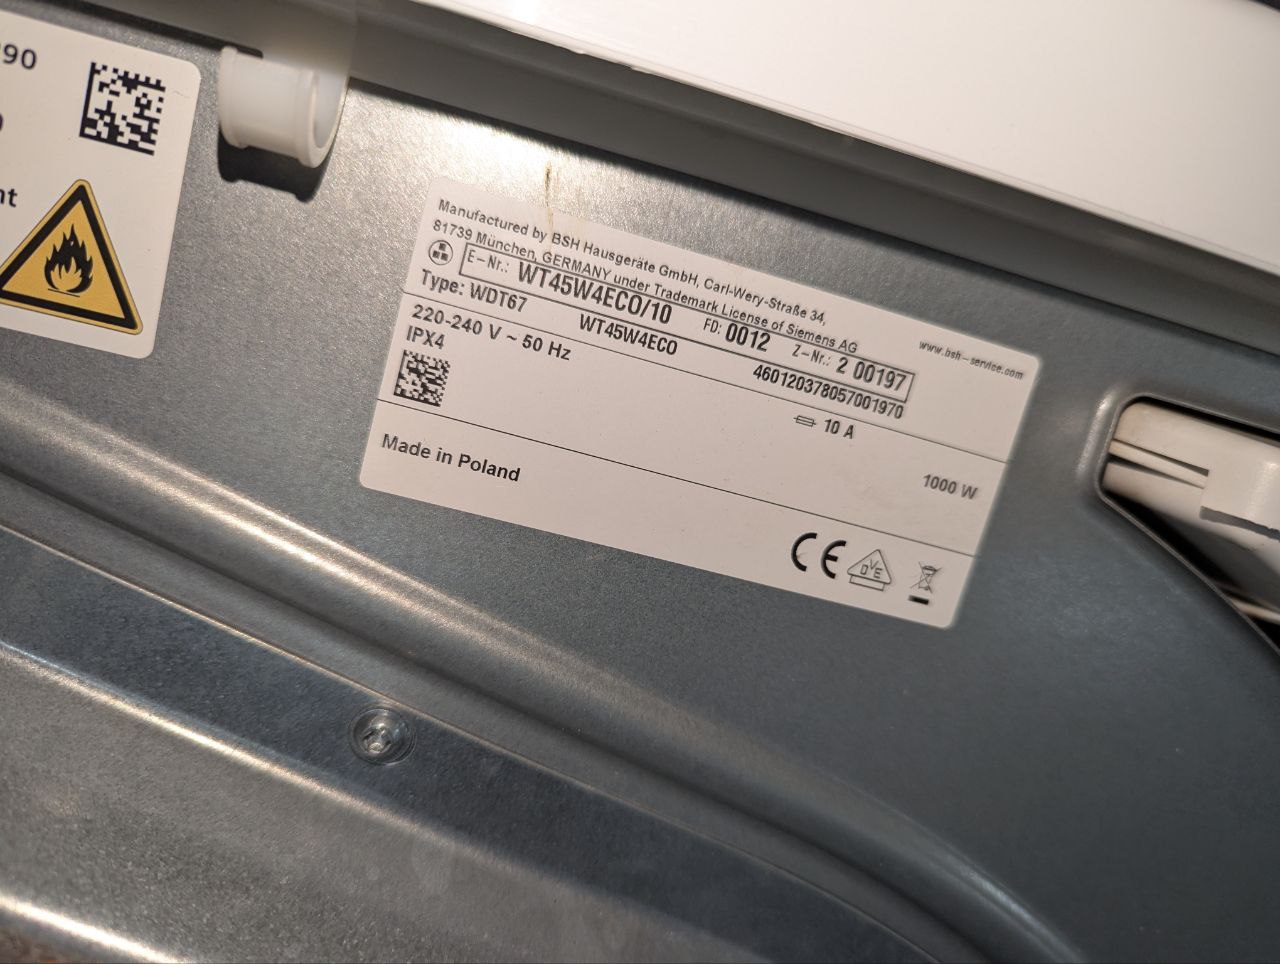 90
nt
Manufactured by BSH Hausgeräte GmbH, Carl-Wery-Straße 34,
81739 München, GERMANY under Trademark License of Siemens AG
www.bsh-service.com
E-Nr.: WT45W4ECO/10 FD: 0012 Z-Nr.: 2 00197
Type: WDT67 WT45W4ECO 460120378057001970
220-240 V ~ 50 Hz 10 A
IPX4
1000 W
Made in Poland
CE
DVE